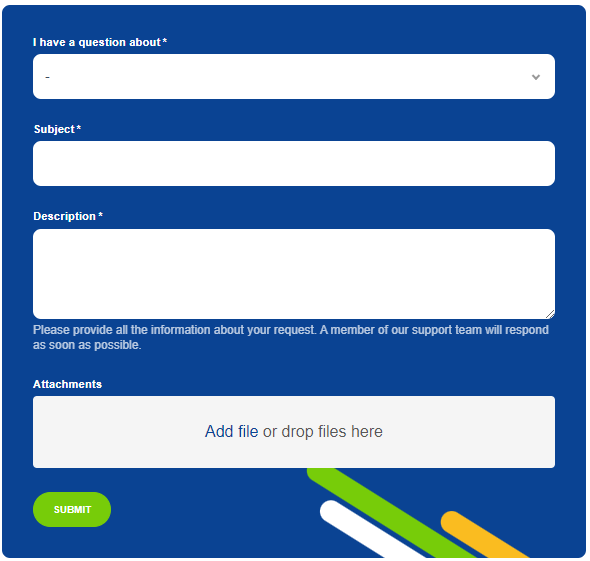 I have a question about *
-
Subject *
Description *
Please provide all the information about your request. A member of our support team will respond
as soon as possible.
Attachments
Add file or drop files here
SUBMIT